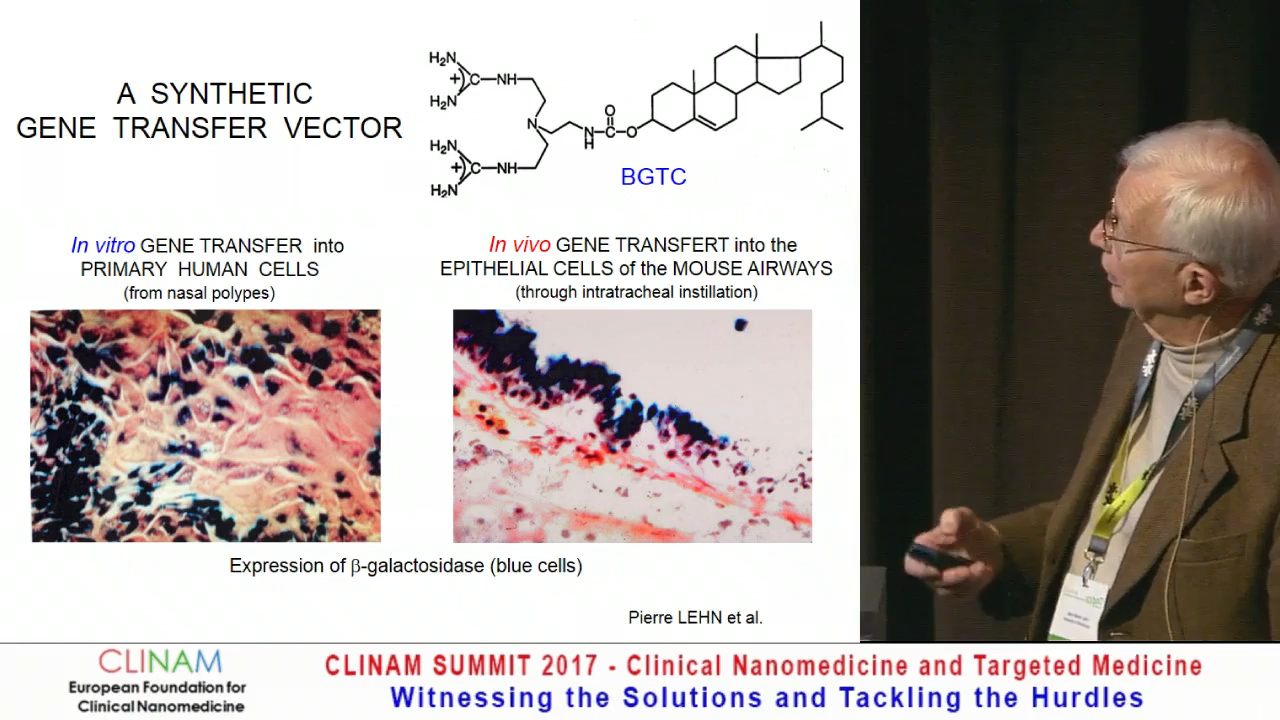 A SYNTHETIC
GENE TRANSFER VECTOR
H₂N
+
C
NH
H₂N
N
N
H
O
C
O
H₂N
+
C
NH
H₂N
BGTC
In vitro GENE TRANSFER into
PRIMARY HUMAN CELLS
(from nasal polypes)
In vivo GENE TRANSFERT into the
EPITHELIAL CELLS of the MOUSE AIRWAYS
(through intratracheal instillation)
Expression of β-galactosidase (blue cells)
Pierre LEHN et al.
CLINAM
European Foundation for
Clinical Nanomedicine
CLINAM SUMMIT 2017 - Clinical Nanomedicine and Targeted Medicine
Witnessing the Solutions and Tackling the Hurdles